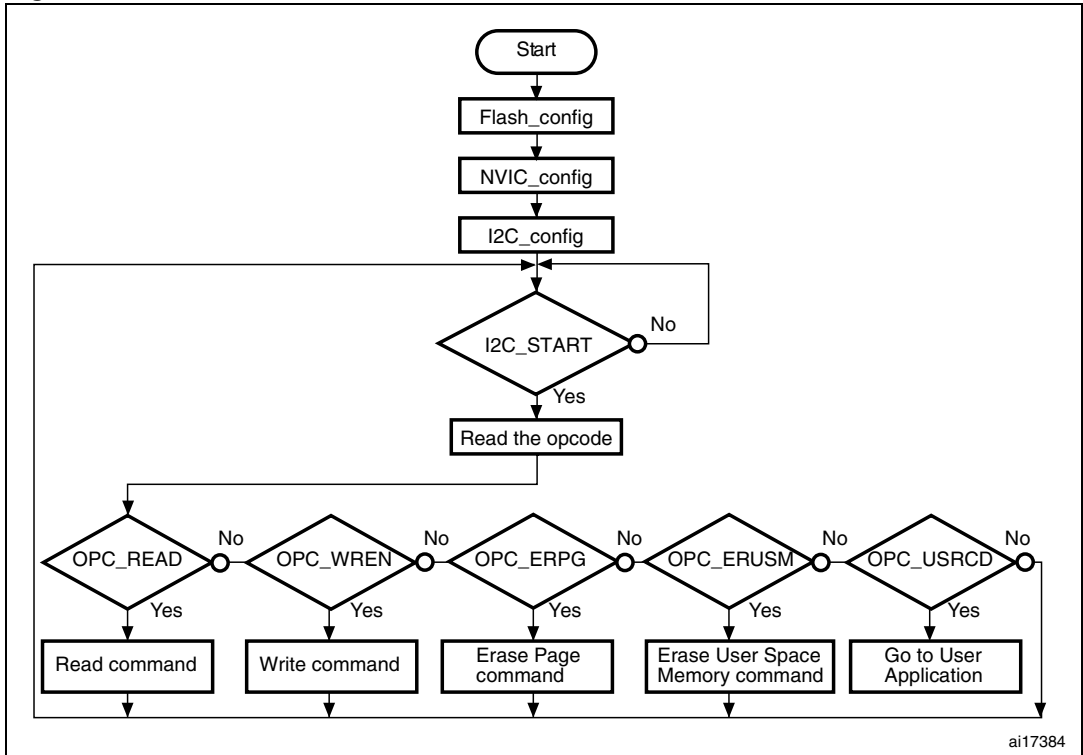 Start
Flash_config
NVIC_config
I2C_config
I2C_START
No
Yes
Read the opcode
OPC_READ
No
OPC_WREN
No
OPC_ERPG
No
OPC_ERUSM
No
OPC_USRCD
No
Yes
Yes
Yes
Yes
Yes
Read command
Write command
Erase Page
command
Erase User Space
Memory command
Go to User
Application
ai17384